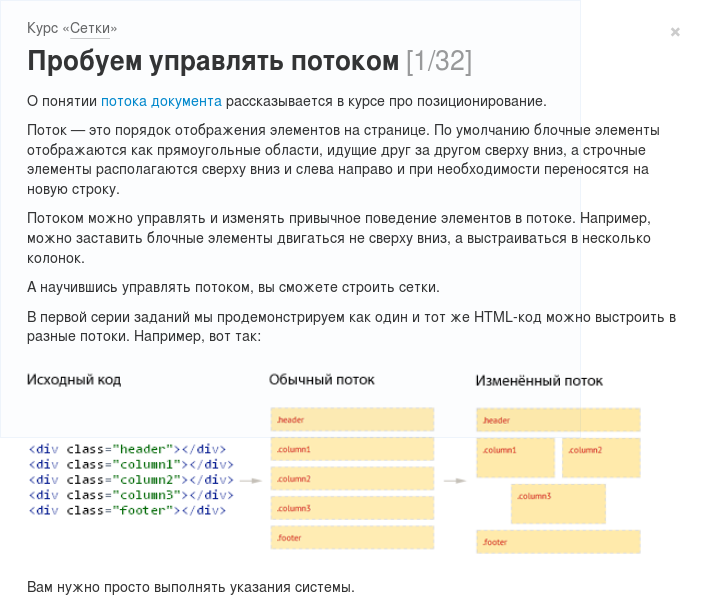 Курс «Сетки»
×
Пробуем управлять потоком [1/32]
О понятии потока документа рассказывается в курсе про позиционирование.
Поток — это порядок отображения элементов на странице. По умолчанию блочные элементы
отображаются как прямоугольные области, идущие друг за другом сверху вниз, а строчные
элементы располагаются сверху вниз и слева направо и при необходимости переносятся на
новую строку.
Потоком можно управлять и изменять привычное поведение элементов в потоке. Например,
можно заставить блочные элементы двигаться не сверху вниз, а выстраиваться в несколько
колонок.
А научившись управлять потоком, вы сможете строить сетки.
В первой серии заданий мы продемонстрируем как один и тот же HTML-код можно выстроить в
разные потоки. Например, вот так:
Исходный код
<div class="header"></div>
<div class="column1"></div>
<div class="column2"></div>
<div class="column3"></div>
<div class="footer"></div>
Обычный поток
.header
.column1
.column2
.column3
.footer
Изменённый поток
.header
.column1 .column2
.column3
.footer
Вам нужно просто выполнять указания системы.